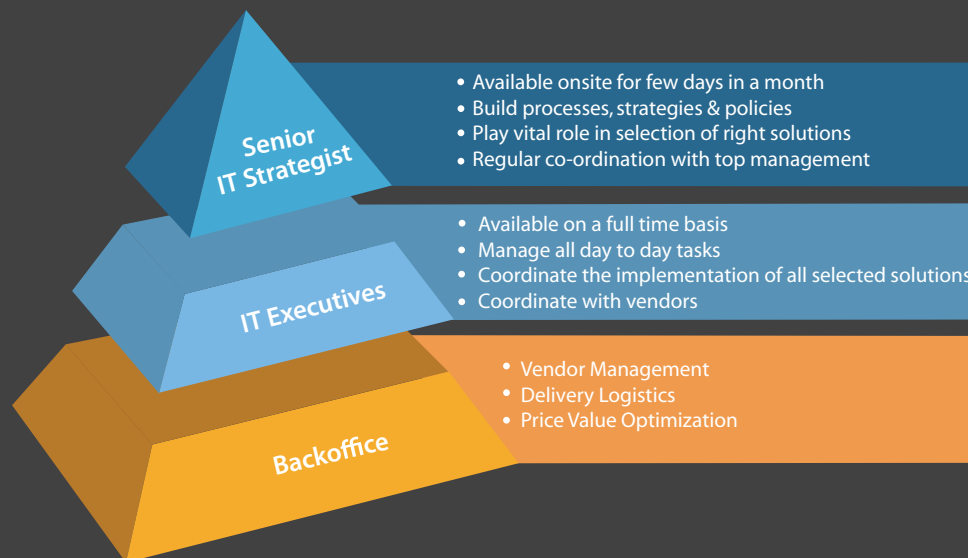 Senior
IT Strategist
• Available onsite for few days in a month
• Build processes, strategies & policies
• Play vital role in selection of right solutions
• Regular co-ordination with top management
IT Executives
• Available on a full time basis
• Manage all day to day tasks
• Coordinate the implementation of all selected solutions
• Coordinate with vendors
Backoffice
• Vendor Management
• Delivery Logistics
• Price Value Optimization